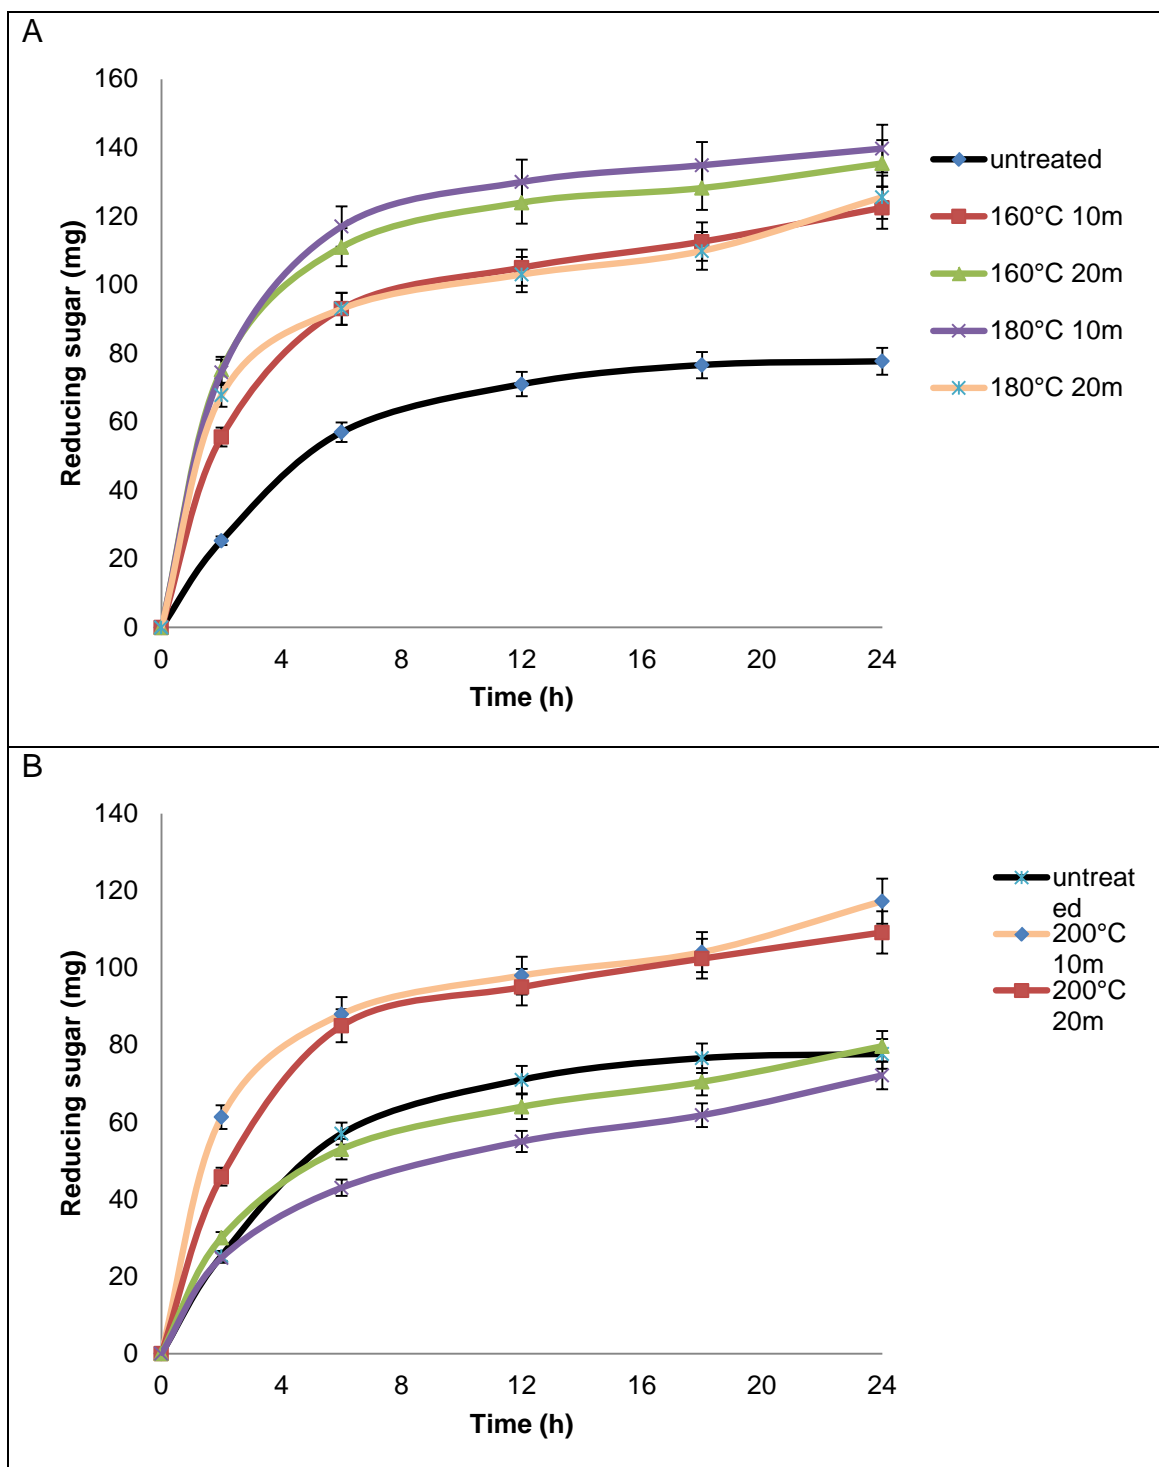 A
160
140
120
100
80
60
40
20
0
Reducing sugar (mg)
0 4 8 12 16 20 24
Time (h)
untreated
160°C 10m
160°C 20m
180°C 10m
180°C 20m
B
140
120
100
80
60
40
20
0
Reducing sugar (mg)
0 4 8 12 16 20 24
Time (h)
untreat
ed
200°C
10m
200°C
20m